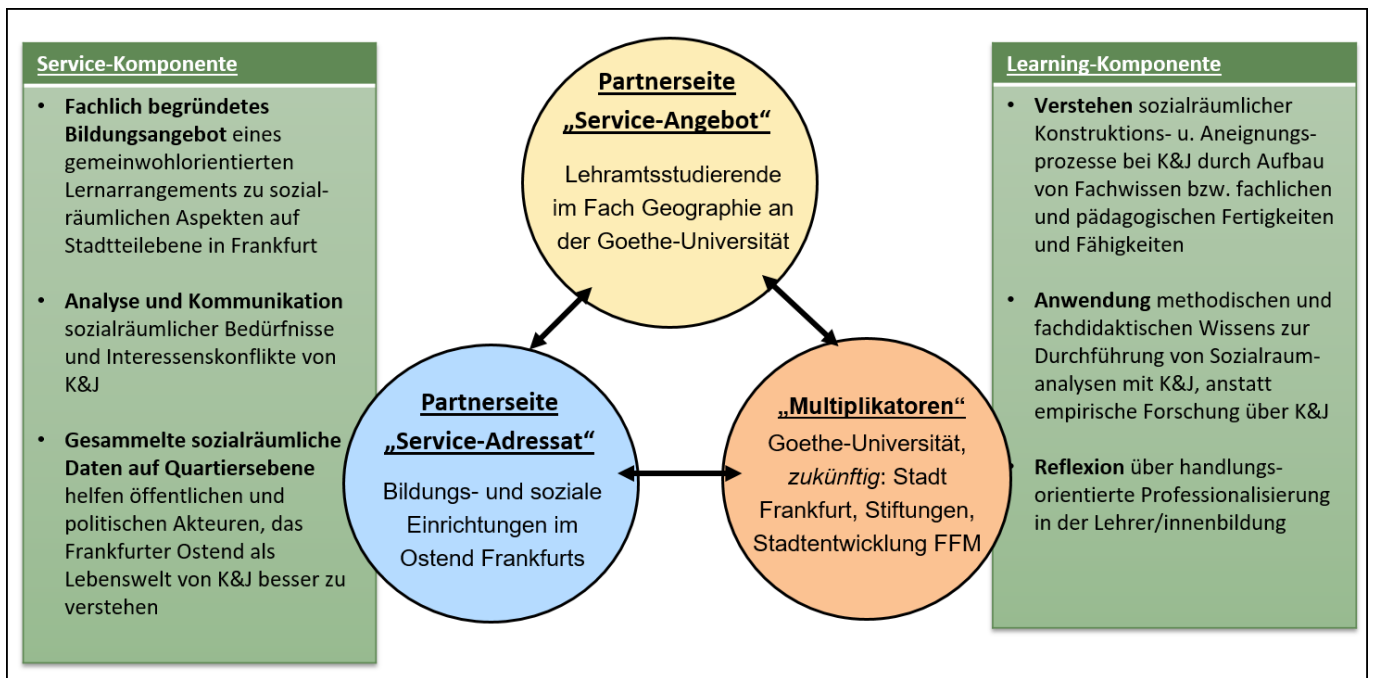 Service-Komponente
• Fachlich begründetes
Bildungsangebot eines
gemeinwohlorientierten
Lernarrangements zu sozial-
räumlichen Aspekten auf
Stadtteilebene in Frankfurt
• Analyse und Kommunikation
sozialräumlicher Bedürfnisse
und Interessenskonflikte von
K&J
• Gesammelte sozialräumliche
Daten auf Quartiersebene
helfen öffentlichen und
politischen Akteuren, das
Frankfurter Ostend als
Lebenswelt von K&J besser zu
verstehen
Partnerseite
„Service-Angebot“
Lehramtsstudierende
im Fach Geographie an
der Goethe-Universität
Partnerseite
„Service-Adressat“
Bildungs- und soziale
Einrichtungen im
Ostend Frankfurts
„Multiplikatoren“
Goethe-Universität,
zukünftig: Stadt
Frankfurt, Stiftungen,
Stadtentwicklung FFM
Learning-Komponente
• Verstehen sozialräumlicher
Konstruktions- u. Aneignungs-
prozesse bei K&J durch Aufbau
von Fachwissen bzw. fachlichen
und pädagogischen Fertigkeiten
und Fähigkeiten
• Anwendung methodischen und
fachdidaktischen Wissens zur
Durchführung von Sozialraum-
analysen mit K&J, anstatt
empirische Forschung über K&J
• Reflexion über handlungs-
orientierte Professionalisierung
in der Lehrer/innenbildung